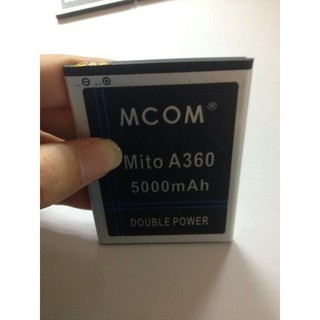 MCOM®
Mito A360
5000mAh
DOUBLE POWER